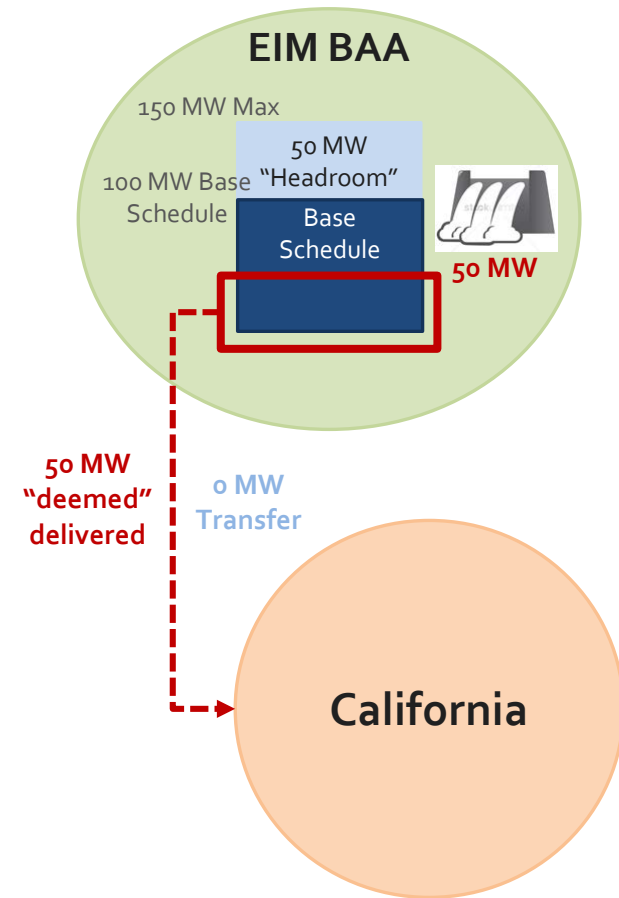 EIM BAA
150 MW Max
50 MW
"Headroom"
100 MW Base
Schedule
Base
Schedule
50 MW
50 MW
"deemed"
delivered
0 MW
Transfer
California